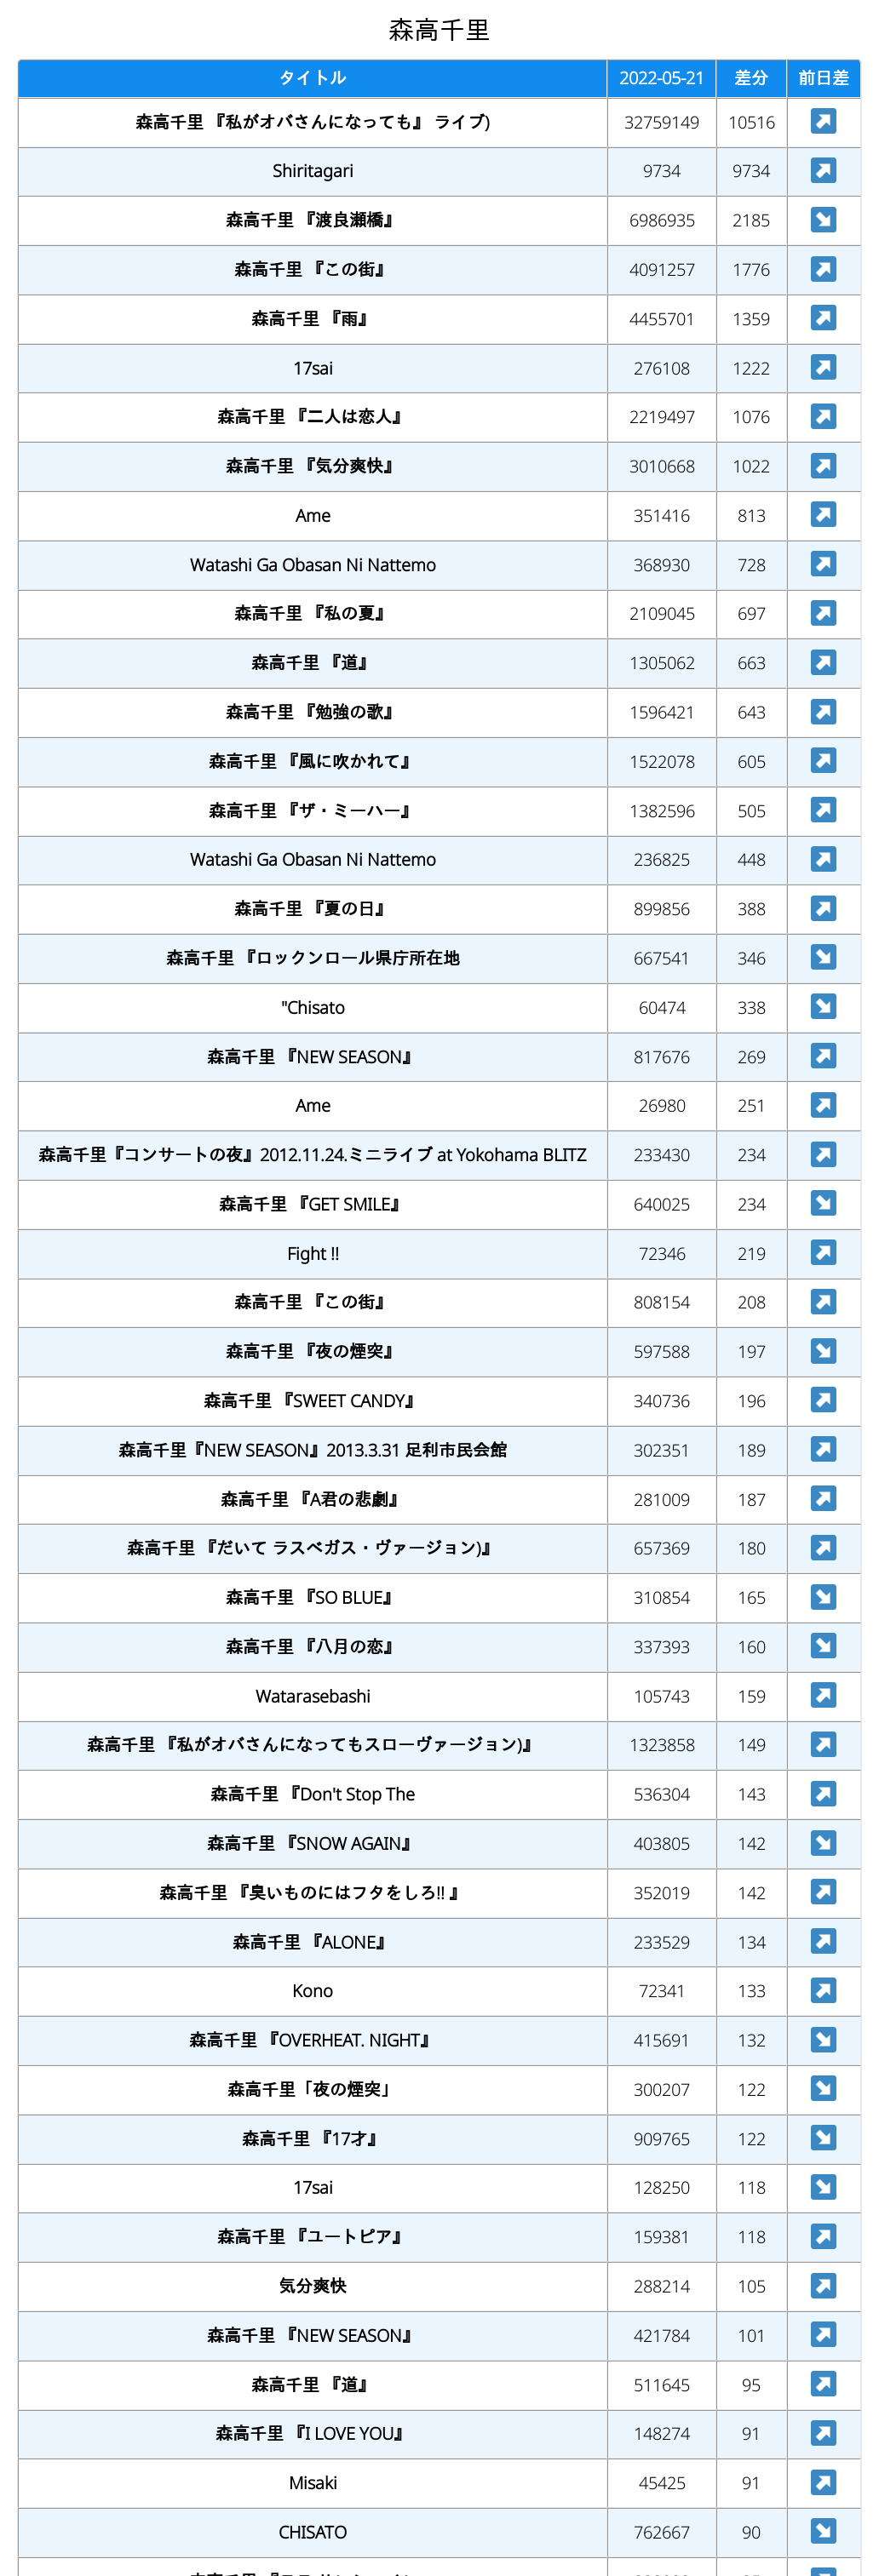 森高千里
タイトル 2022-05-21 差分 前日差
森高千里 『私がオバさんになっても』 ライブ) 32759149 10516
Shiritagari 9734 9734
森高千里 『渡良瀬橋』 6986935 2185
森高千里 『この街』 4091257 1776
森高千里 『雨』 4455701 1359
17sai 276108 1222
森高千里 『二人は恋人』 2219497 1076
森高千里 『気分爽快』 3010668 1022
Ame 351416 813
Watashi Ga Obasan Ni Nattemo 368930 728
森高千里 『私の夏』 2109045 697
森高千里 『道』 1305062 663
森高千里 『勉強の歌』 1596421 643
森高千里 『風に吹かれて』 1522078 605
森高千里 『ザ・ミーハー』 1382596 505
Watashi Ga Obasan Ni Nattemo 236825 448
森高千里 『夏の日』 899856 388
森高千里 『ロックンロール県庁所在地 667541 346
"Chisato 60474 338
森高千里 『NEW SEASON』 817676 269
Ame 26980 251
森高千里『コンサートの夜』2012.11.24.ミニライブ at Yokohama BLITZ 233430 234
森高千里 『GET SMILE』 640025 234
Fight !! 72346 219
森高千里 『この街』 808154 208
森高千里 『夜の煙突』 597588 197
森高千里 『SWEET CANDY』 340736 196
森高千里『NEW SEASON』2013.3.31 足利市民会館 302351 189
森高千里 『A君の悲劇』 281009 187
森高千里 『だいて ラスベガス・ヴァージョン)』 657369 180
森高千里 『SO BLUE』 310854 165
森高千里 『八月の恋』 337393 160
Watarasebashi 105743 159
森高千里 『私がオバさんになってもスローヴァージョン)』 1323858 149
森高千里 『Don't Stop The 536304 143
森高千里 『SNOW AGAIN』 403805 142
森高千里 『臭いものにはフタをしろ!! 』 352019 142
森高千里 『ALONE』 233529 134
Kono 72341 133
森高千里 『OVERHEAT. NIGHT』 415691 132
森高千里「夜の煙突」 300207 122
森高千里 『17才』 909765 122
17sai 128250 118
森高千里 『ユートピア』 159381 118
気分爽快 288214 105
森高千里 『NEW SEASON』 421784 101
森高千里 『道』 511645 95
森高千里 『I LOVE YOU』 148274 91
Misaki 45425 91
CHISATO 762667 90